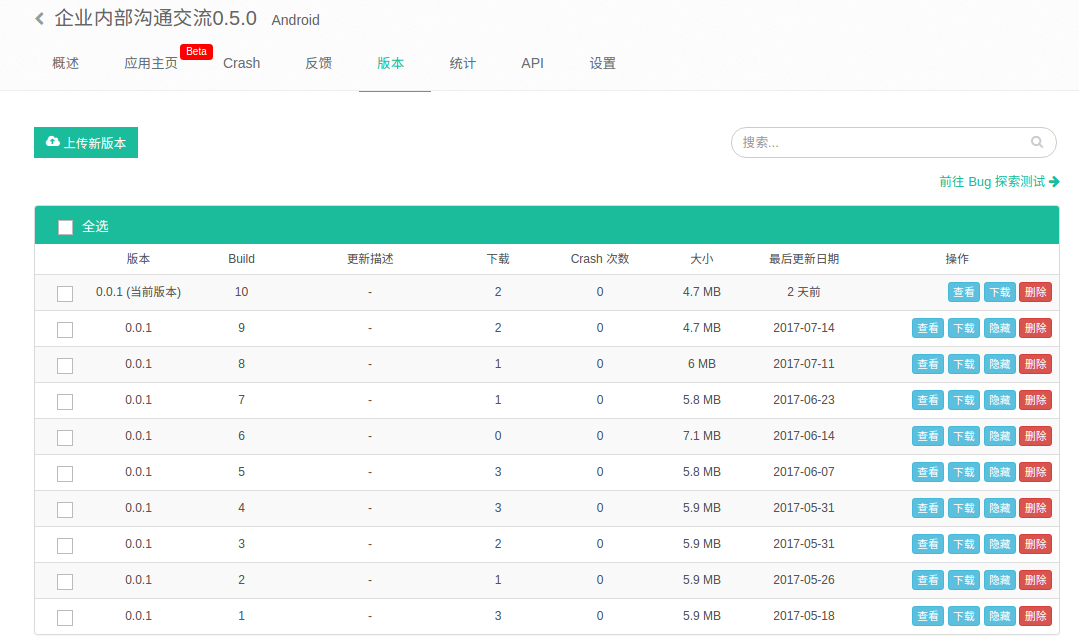 企业内部沟通交流0.5.0 Android
概述 应用主页 Beta Crash 反馈 版本 统计 API 设置
上传新版本 搜索...
前往 Bug 探索测试
全选
版本 Build 更新描述 下载 Crash 次数 大小 最后更新日期 操作
0.0.1 (当前版本) 10 - 2 0 4.7 MB 2 天前 查看 下载 删除
0.0.1 9 - 2 0 4.7 MB 2017-07-14 查看 下载 隐藏 删除
0.0.1 8 - 1 0 6 MB 2017-07-11 查看 下载 隐藏 删除
0.0.1 7 - 1 0 5.8 MB 2017-06-23 查看 下载 隐藏 删除
0.0.1 6 - 0 0 7.1 MB 2017-06-14 查看 下载 隐藏 删除
0.0.1 5 - 3 0 5.8 MB 2017-06-07 查看 下载 隐藏 删除
0.0.1 4 - 3 0 5.9 MB 2017-05-31 查看 下载 隐藏 删除
0.0.1 3 - 2 0 5.9 MB 2017-05-31 查看 下载 隐藏 删除
0.0.1 2 - 1 0 5.9 MB 2017-05-26 查看 下载 隐藏 删除
0.0.1 1 - 3 0 5.9 MB 2017-05-18 查看 下载 隐藏 删除